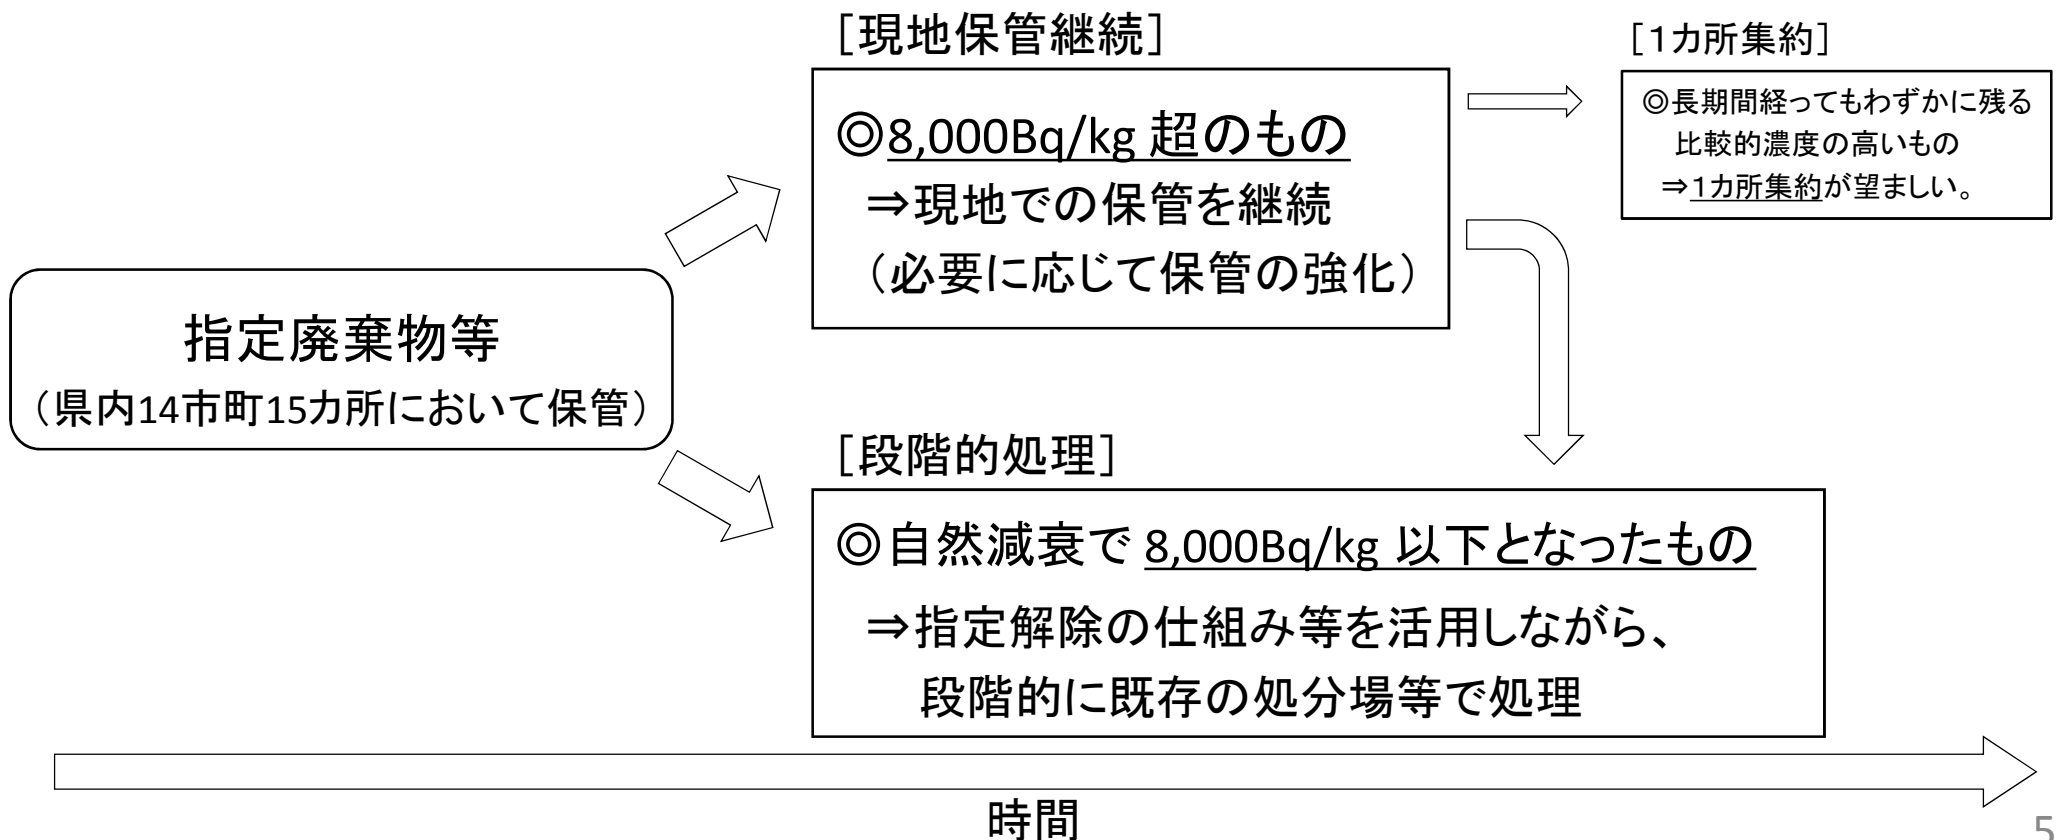 ［現地保管継続］
◎8,000Bq/kg 超のもの
⇒現地での保管を継続
（必要に応じて保管の強化）
［1カ所集約］
◎長期間経ってもわずかに残る
比較的濃度の高いもの
⇒1カ所集約が望ましい。
指定廃棄物等
（県内14市町15カ所において保管）
［段階的処理］
◎自然減衰で 8,000Bq/kg 以下となったもの
⇒指定解除の仕組み等を活用しながら、
段階的に既存の処分場等で処理
時間
5